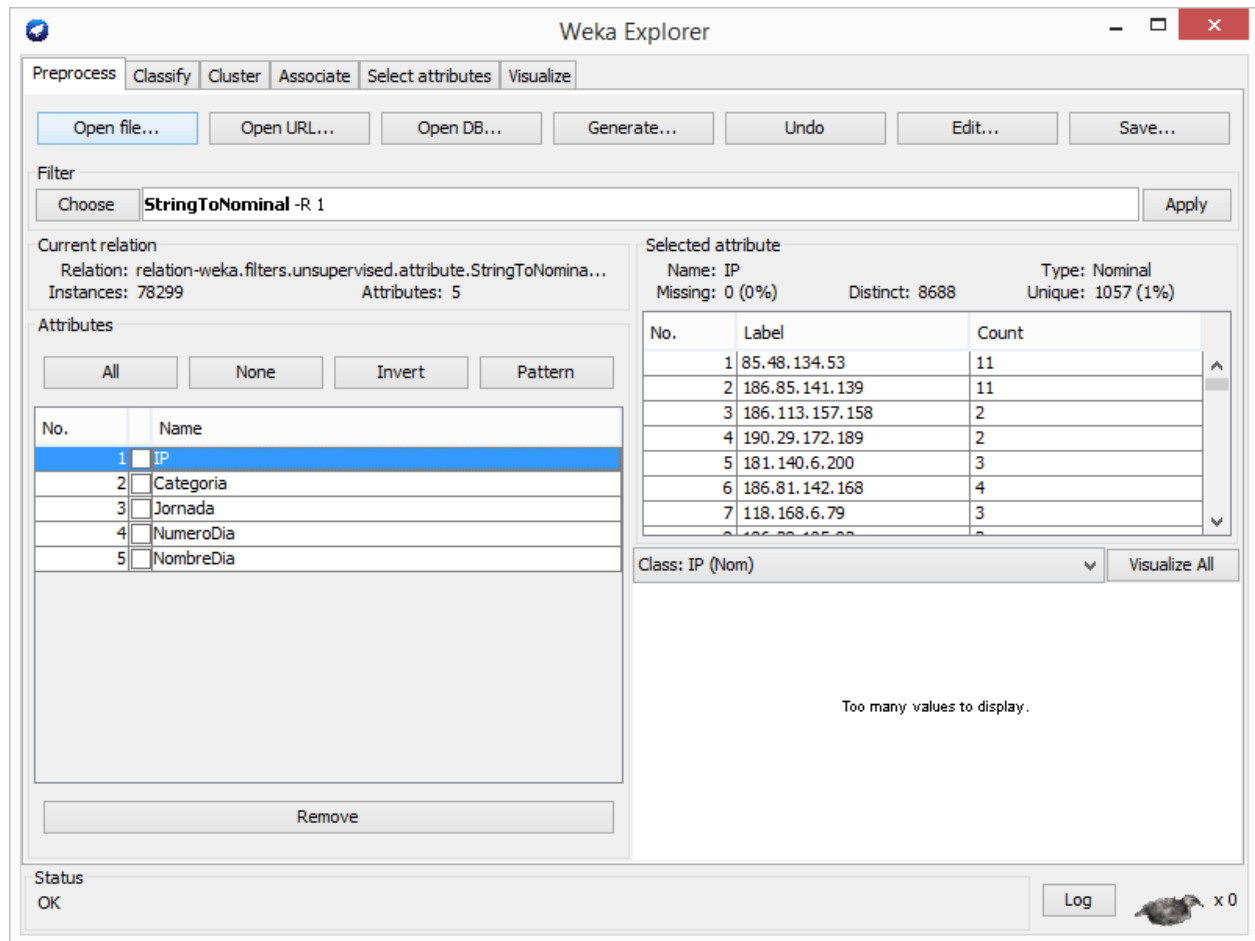 Weka Explorer
Preprocess Classify Cluster Associate Select attributes Visualize
Open file... Open URL... Open DB... Generate... Undo Edit... Save...
Filter
Choose StringToNominal -R 1 Apply
Current relation
Relation: relation-weka.filters.unsupervised.attribute.StringToNomina...
Instances: 78299 Attributes: 5
Selected attribute
Name: IP Type: Nominal
Missing: 0 (0%) Distinct: 8688 Unique: 1057 (1%)
Attributes
All None Invert Pattern
No. Name
1 IP
2 Categoria
3 Jornada
4 NumeroDia
5 NombreDia
Remove
No. Label Count
1 85.48.134.53 11
2 186.85.141.139 11
3 186.113.157.158 2
4 190.29.172.189 2
5 181.140.6.200 3
6 186.81.142.168 4
7 118.168.6.79 3
Class: IP (Nom) Visualize All
Too many values to display.
Status
OK
Log x 0